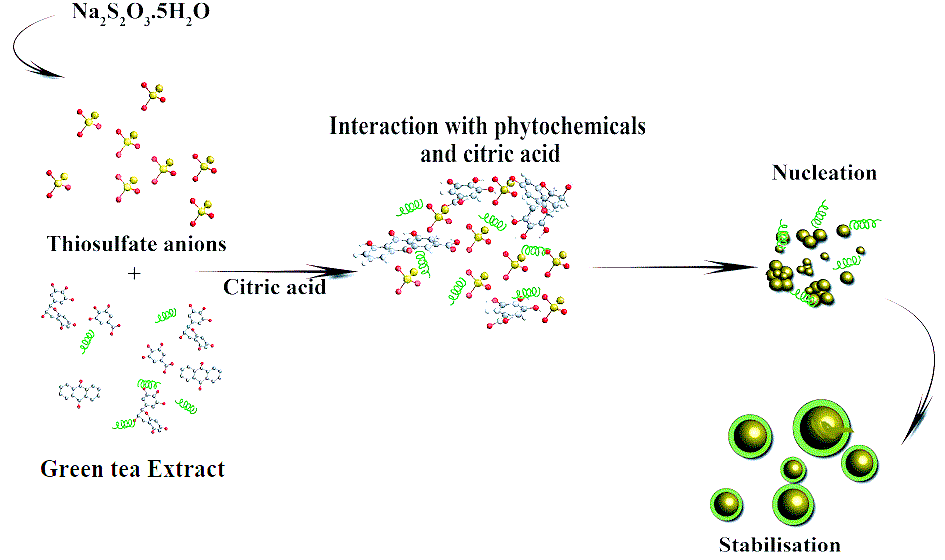 Na₂S₂O₃.5H₂O
Thiosulfate anions
+
Green tea Extract
Citric acid
Interaction with phytochemicals
and citric acid
Nucleation
Stabilisation